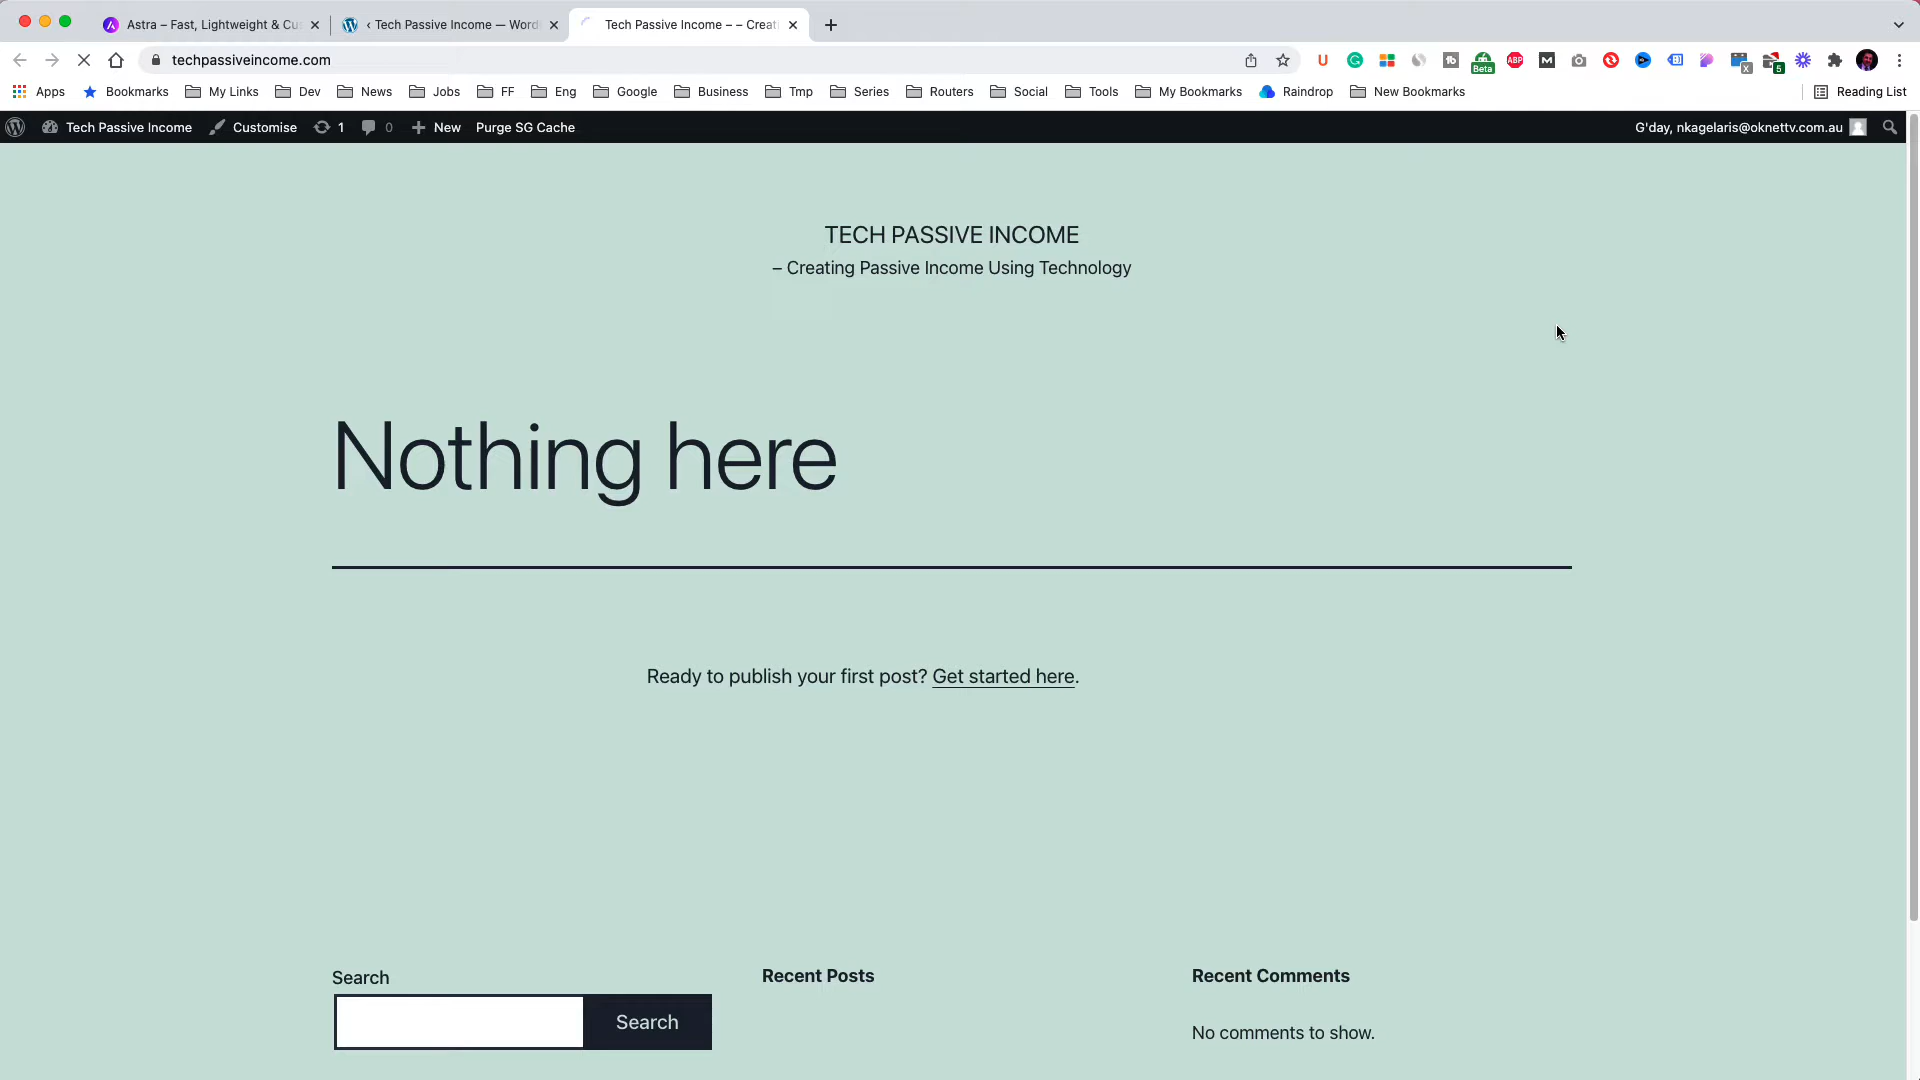 Astra – Fast, Lightweight & Cu
‹ Tech Passive Income — Word
Tech Passive Income – – Creat
techpassiveincome.com
U
Beta
ABP
M
X
5
Apps
Bookmarks
My Links
Dev
News
Jobs
FF
Eng
Google
Business
Tmp
Series
Routers
Social
Tools
My Bookmarks
Raindrop
New Bookmarks
Reading List
Tech Passive Income
Customise
1
0
New
Purge SG Cache
G'day, nkagelaris@oknettv.com.au
TECH PASSIVE INCOME
– Creating Passive Income Using Technology
Nothing here
Ready to publish your first post? Get started here.
Search
Search
Recent Posts
Recent Comments
No comments to show.